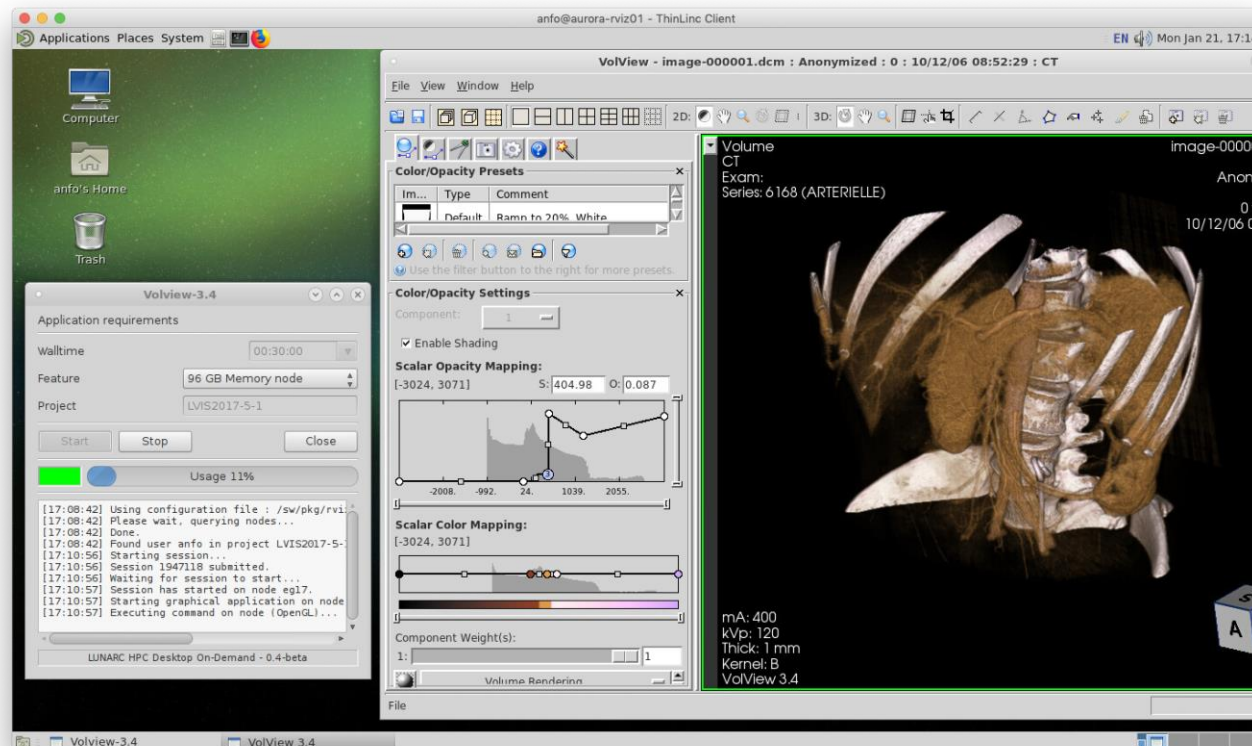 anfo@aurora-rviz01 - ThinLinc Client
Applications Places System
EN Mon Jan 21, 17:1
Computer
anfo's Home
Trash
Volview-3.4
Application requirements
Walltime 00:30:00
Feature 96 GB Memory node
Project LVIS2017-5-1
Start Stop Close
Usage 11%
[17:08:42] Using configuration file : /sw/pkg/rvi
[17:08:42] Please wait, querying nodes...
[17:08:42] Done.
[17:08:42] Found user anfo in project LVIS2017-5-
[17:10:56] Starting session...
[17:10:56] Session 1947118 submitted.
[17:10:56] Waiting for session to start...
[17:10:57] Session has started on node eg17.
[17:10:57] Starting graphical application on node
[17:10:57] Executing command on node (OpenGL)...
LUNARC HPC Desktop On-Demand - 0.4-beta
VolView - image-000001.dcm : Anonymized : 0 : 10/12/06 08:52:29 : CT
File View Window Help
2D: 3D:
Color/Opacity Presets
Im... Type Comment
Default Ramp to 20%, White
Use the filter button to the right for more presets.
Color/Opacity Settings
Component: 1
Enable Shading
Scalar Opacity Mapping:
[-3024, 3071] S: 404.98 O: 0.087
3
-2008. -992. 24. 1039. 2055.
Scalar Color Mapping:
[-3024, 3071]
Component Weight(s):
1: 1
Volume Rendering
File
Volume
CT
Exam:
Series: 6168 (ARTERIELLE)
image-0000
Anon
0
10/12/06 0
mA: 400
kVp: 120
Thick: 1 mm
Kernel: B
VolView 3.4
S
A
Volview-3.4 VolView 3.4